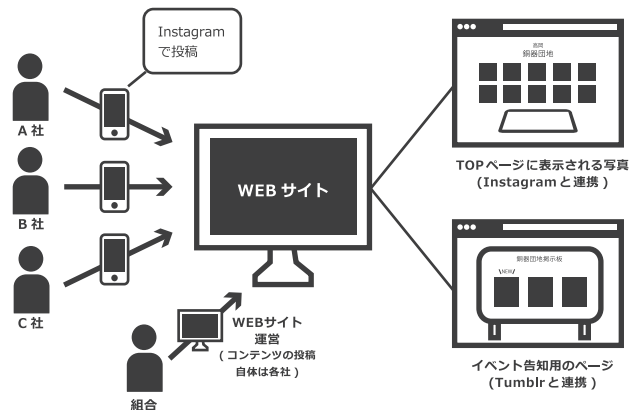 Instagram
で投稿
A 社
B 社
C 社
WEB サイト
高岡
銅器団地
TOPページに表示される写真
(Instagramと連携 )
銅器団地掲示板
\NEW/
イベント告知用のページ
(Tumblrと連携 )
WEBサイト
運営
( コンテンツの投稿
自体は各社 )
組合